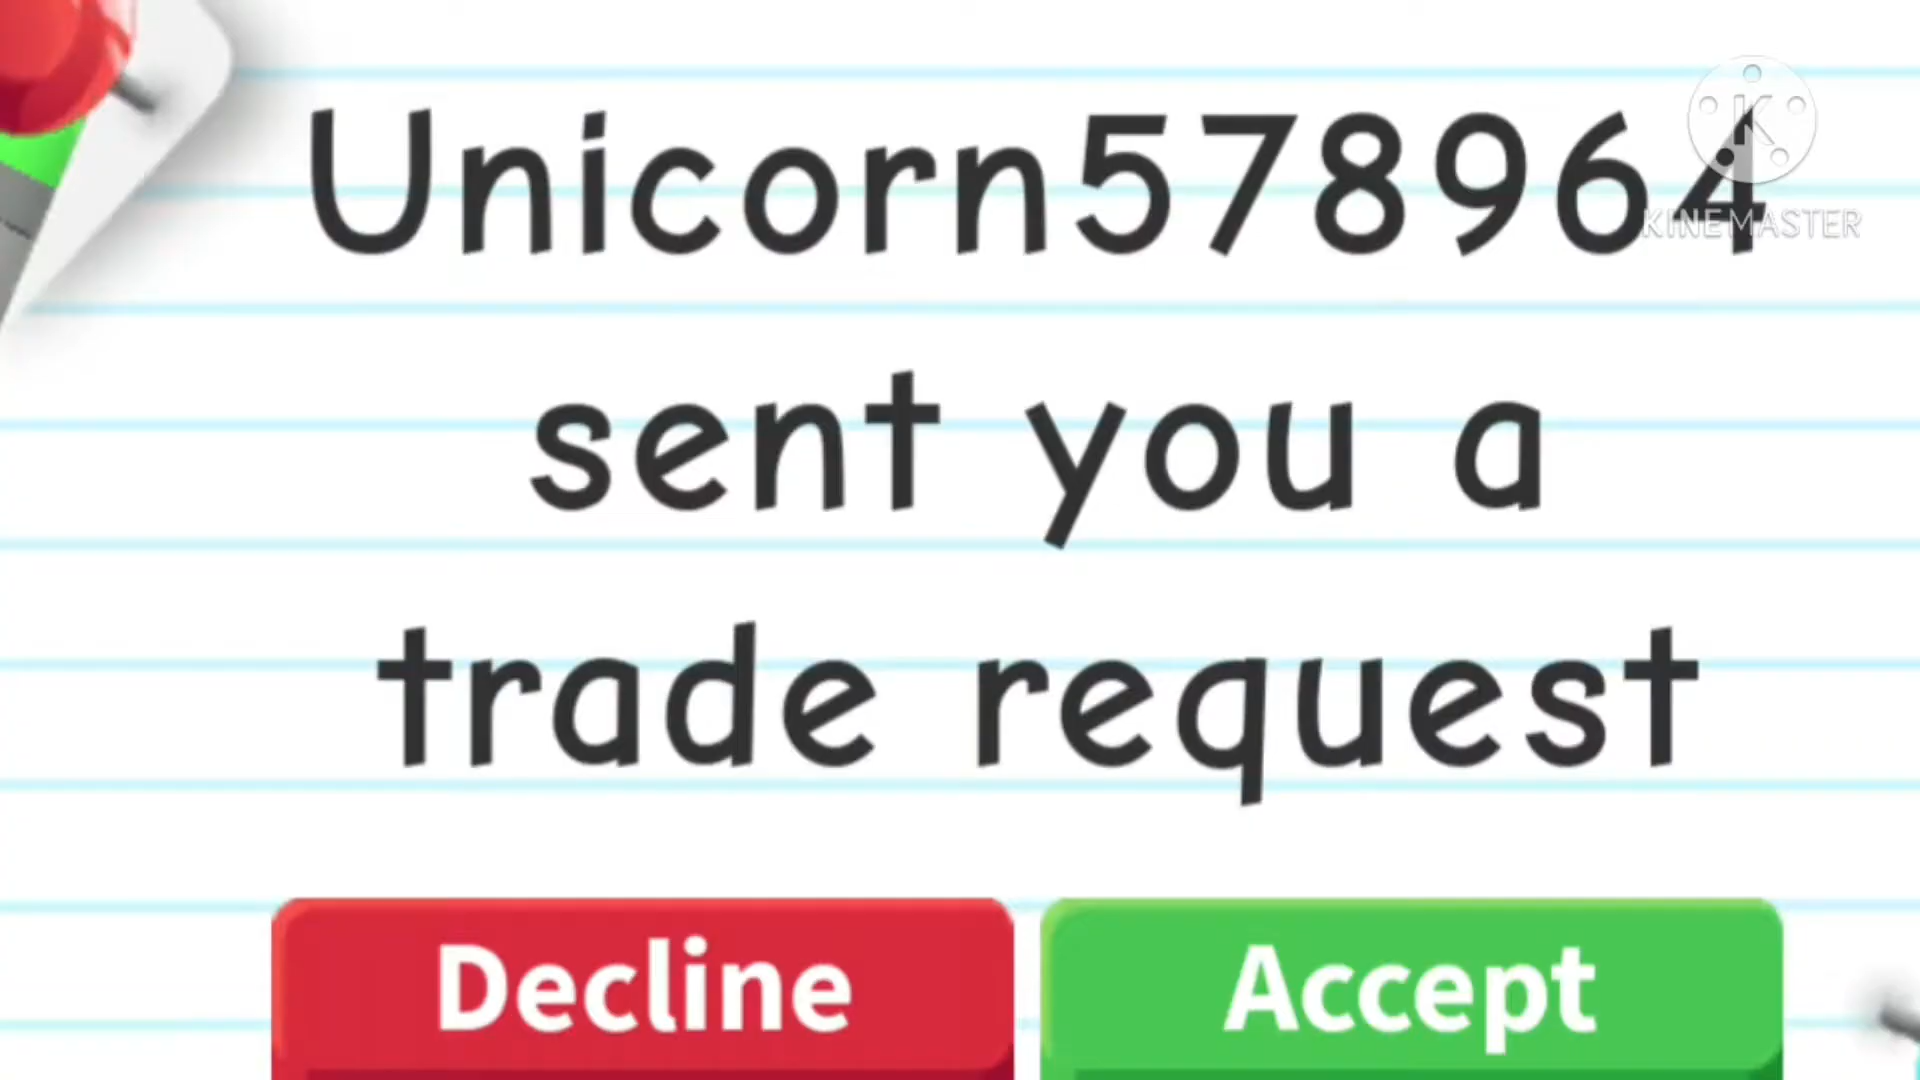 Unicorn578964
KINEMASTER
sent you a
trade request
Decline
Accept